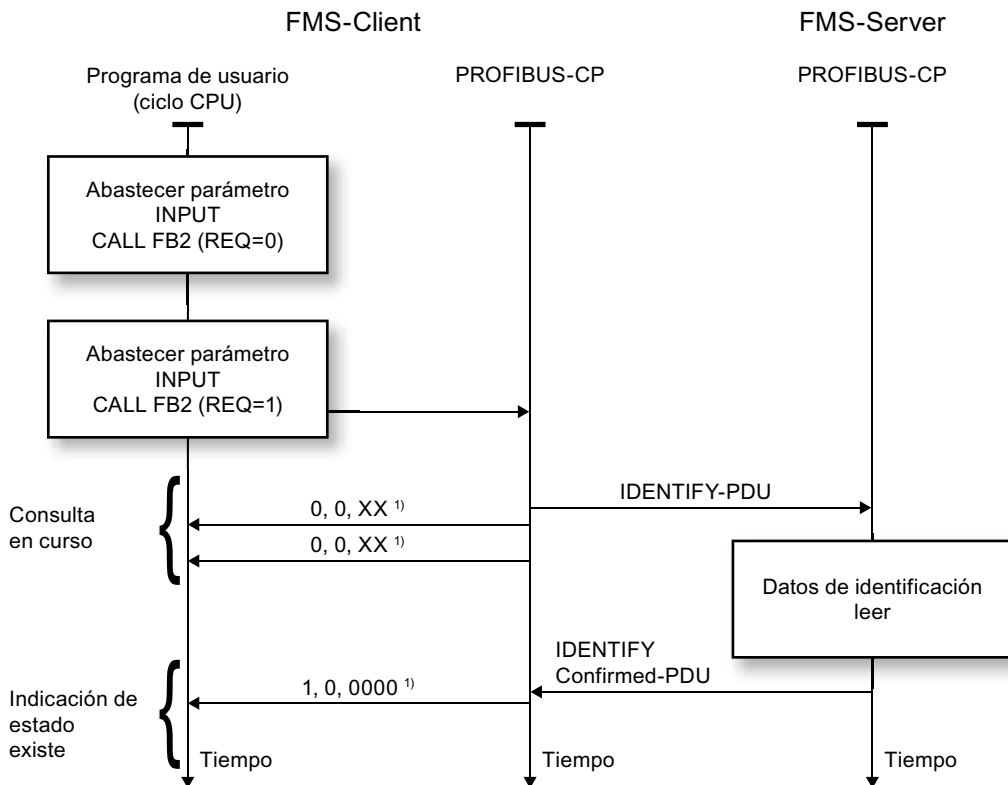 FMS-Client
FMS-Server
Programa de usuario
(ciclo CPU)
PROFIBUS-CP
PROFIBUS-CP
Abastecer parámetro
INPUT
CALL FB2 (REQ=0)
Abastecer parámetro
INPUT
CALL FB2 (REQ=1)
Consulta
en curso
0, 0, XX 1)
0, 0, XX 1)
IDENTIFY-PDU
Datos de identificación
leer
IDENTIFY
Confirmed-PDU
Indicación de
estado
existe
1, 0, 0000 1)
Tiempo
Tiempo
Tiempo